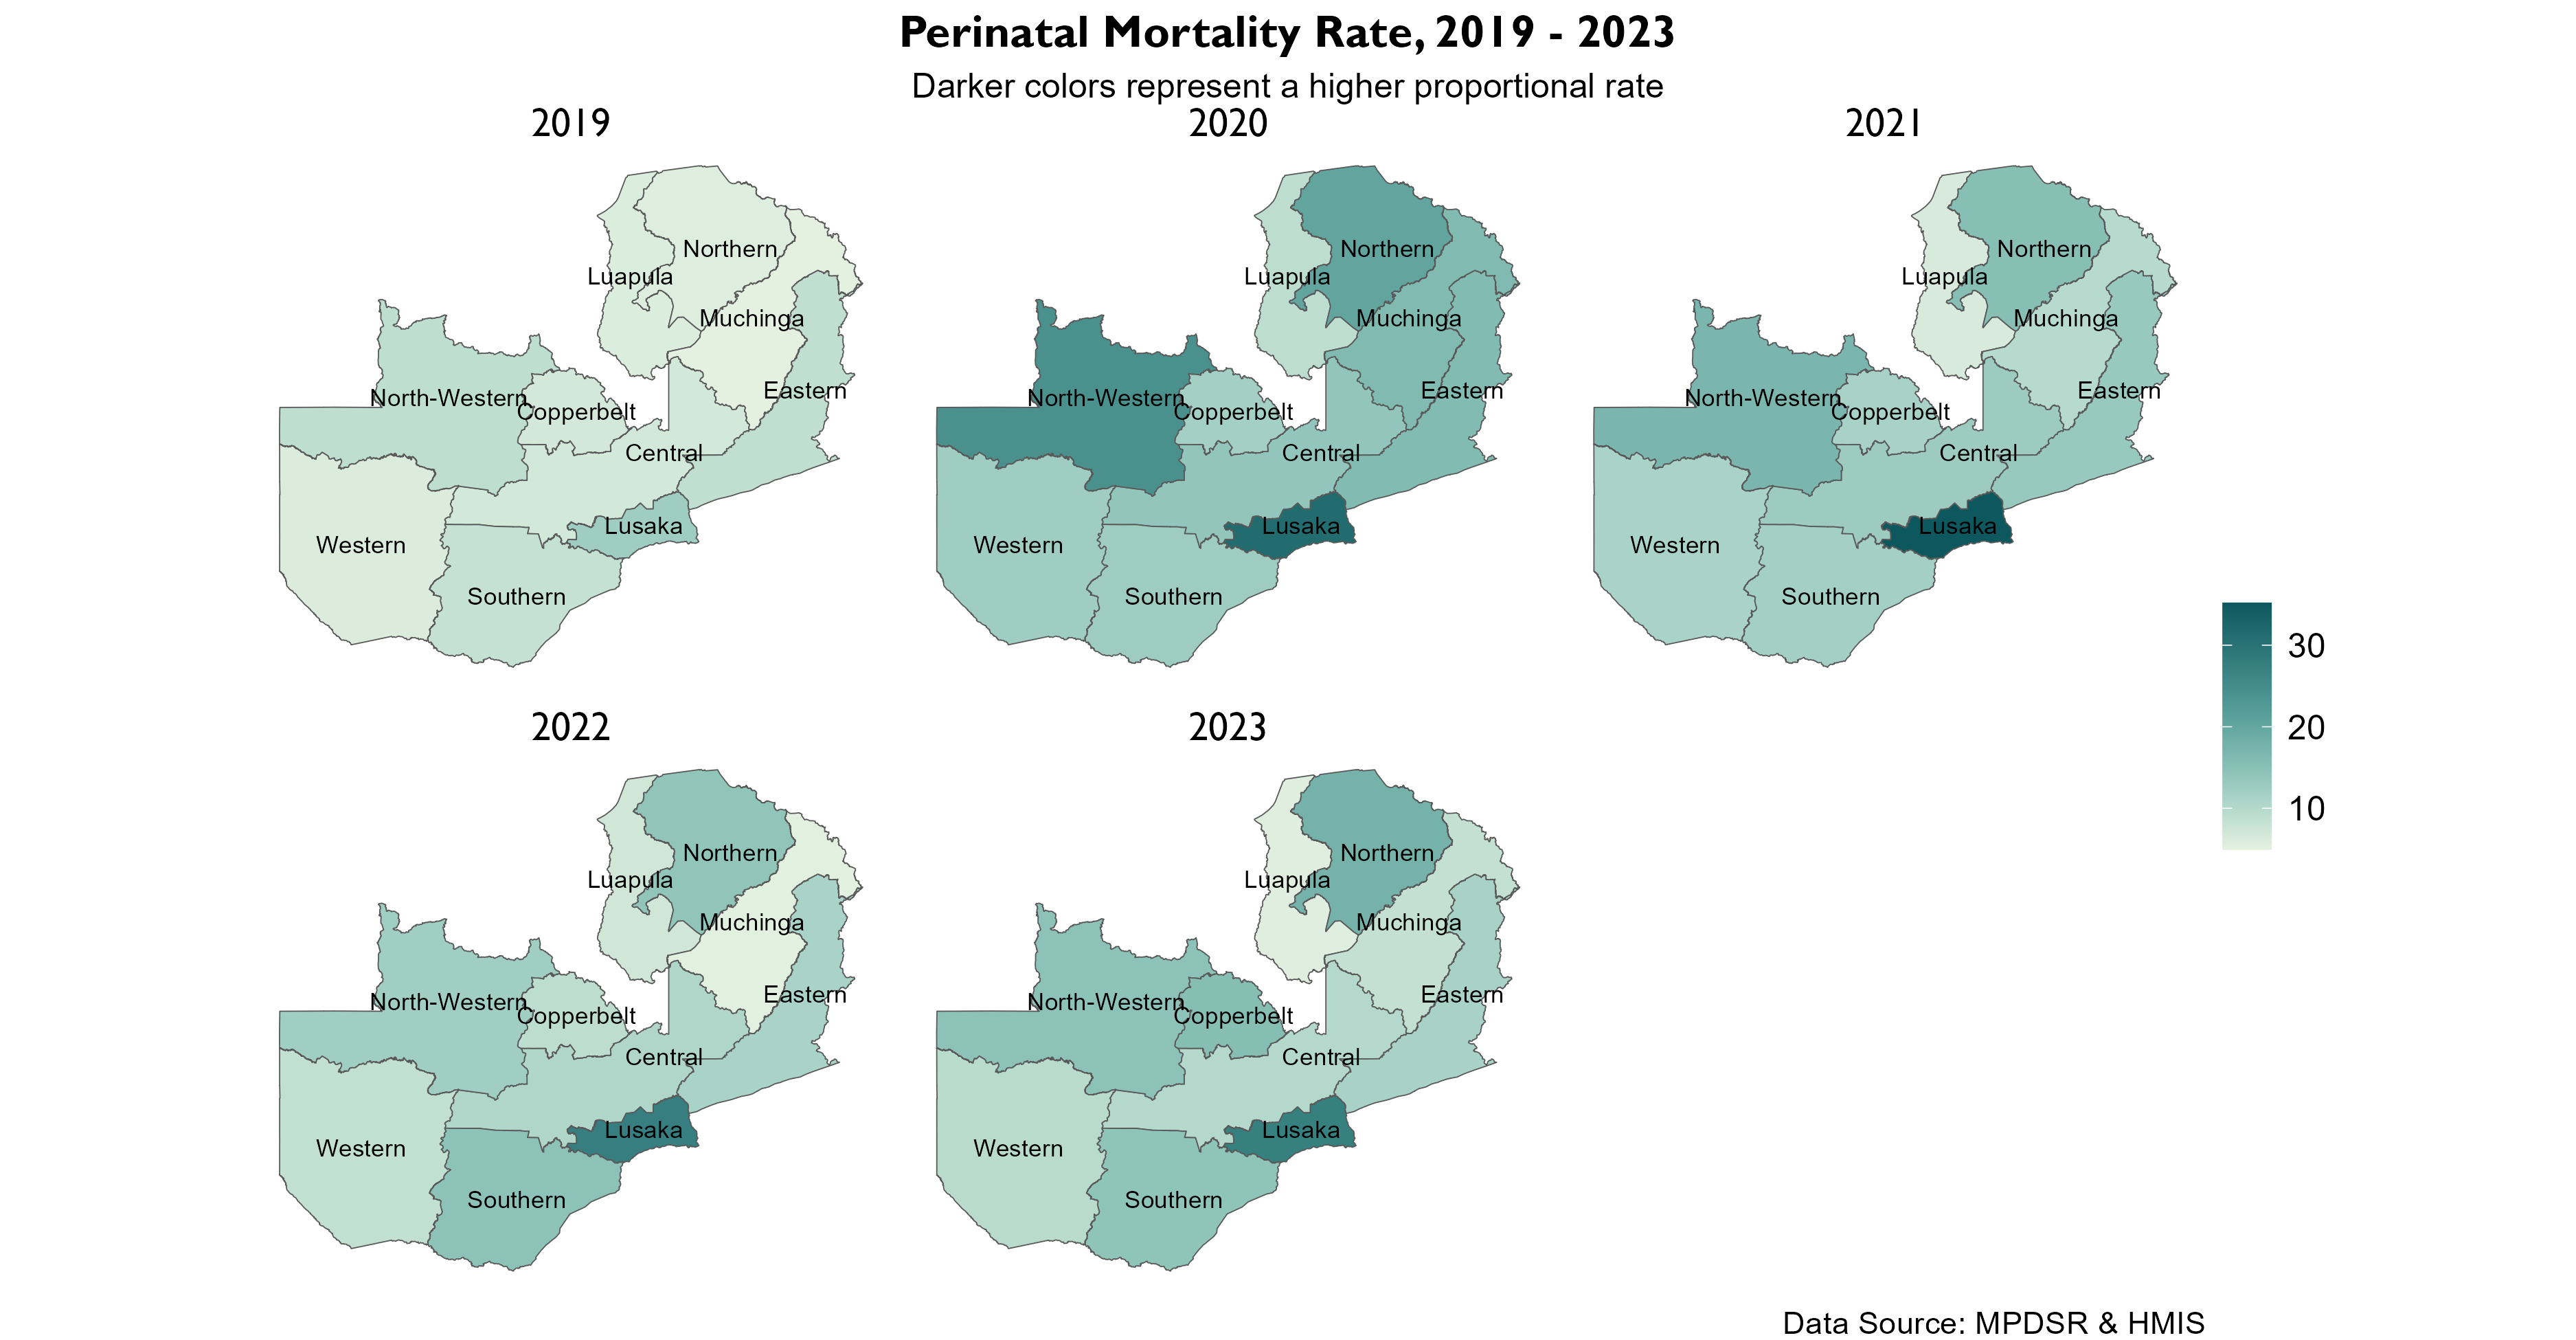 Perinatal Mortality Rate, 2019 - 2023
Darker colors represent a higher proportional rate
2019
Northern
Luapula
Muchinga
Eastern
North-Western
Copperbelt
Central
Lusaka
Western
Southern
2020
Northern
Luapula
Muchinga
Eastern
North-Western
Copperbelt
Central
Lusaka
Western
Southern
2021
Northern
Luapula
Muchinga
Eastern
North-Western
Copperbelt
Central
Lusaka
Western
Southern
2022
Northern
Luapula
Muchinga
Eastern
North-Western
Copperbelt
Central
Lusaka
Western
Southern
2023
Northern
Luapula
Muchinga
Eastern
North-Western
Copperbelt
Central
Lusaka
Western
Southern
30
20
10
Data Source: MPDSR & HMIS